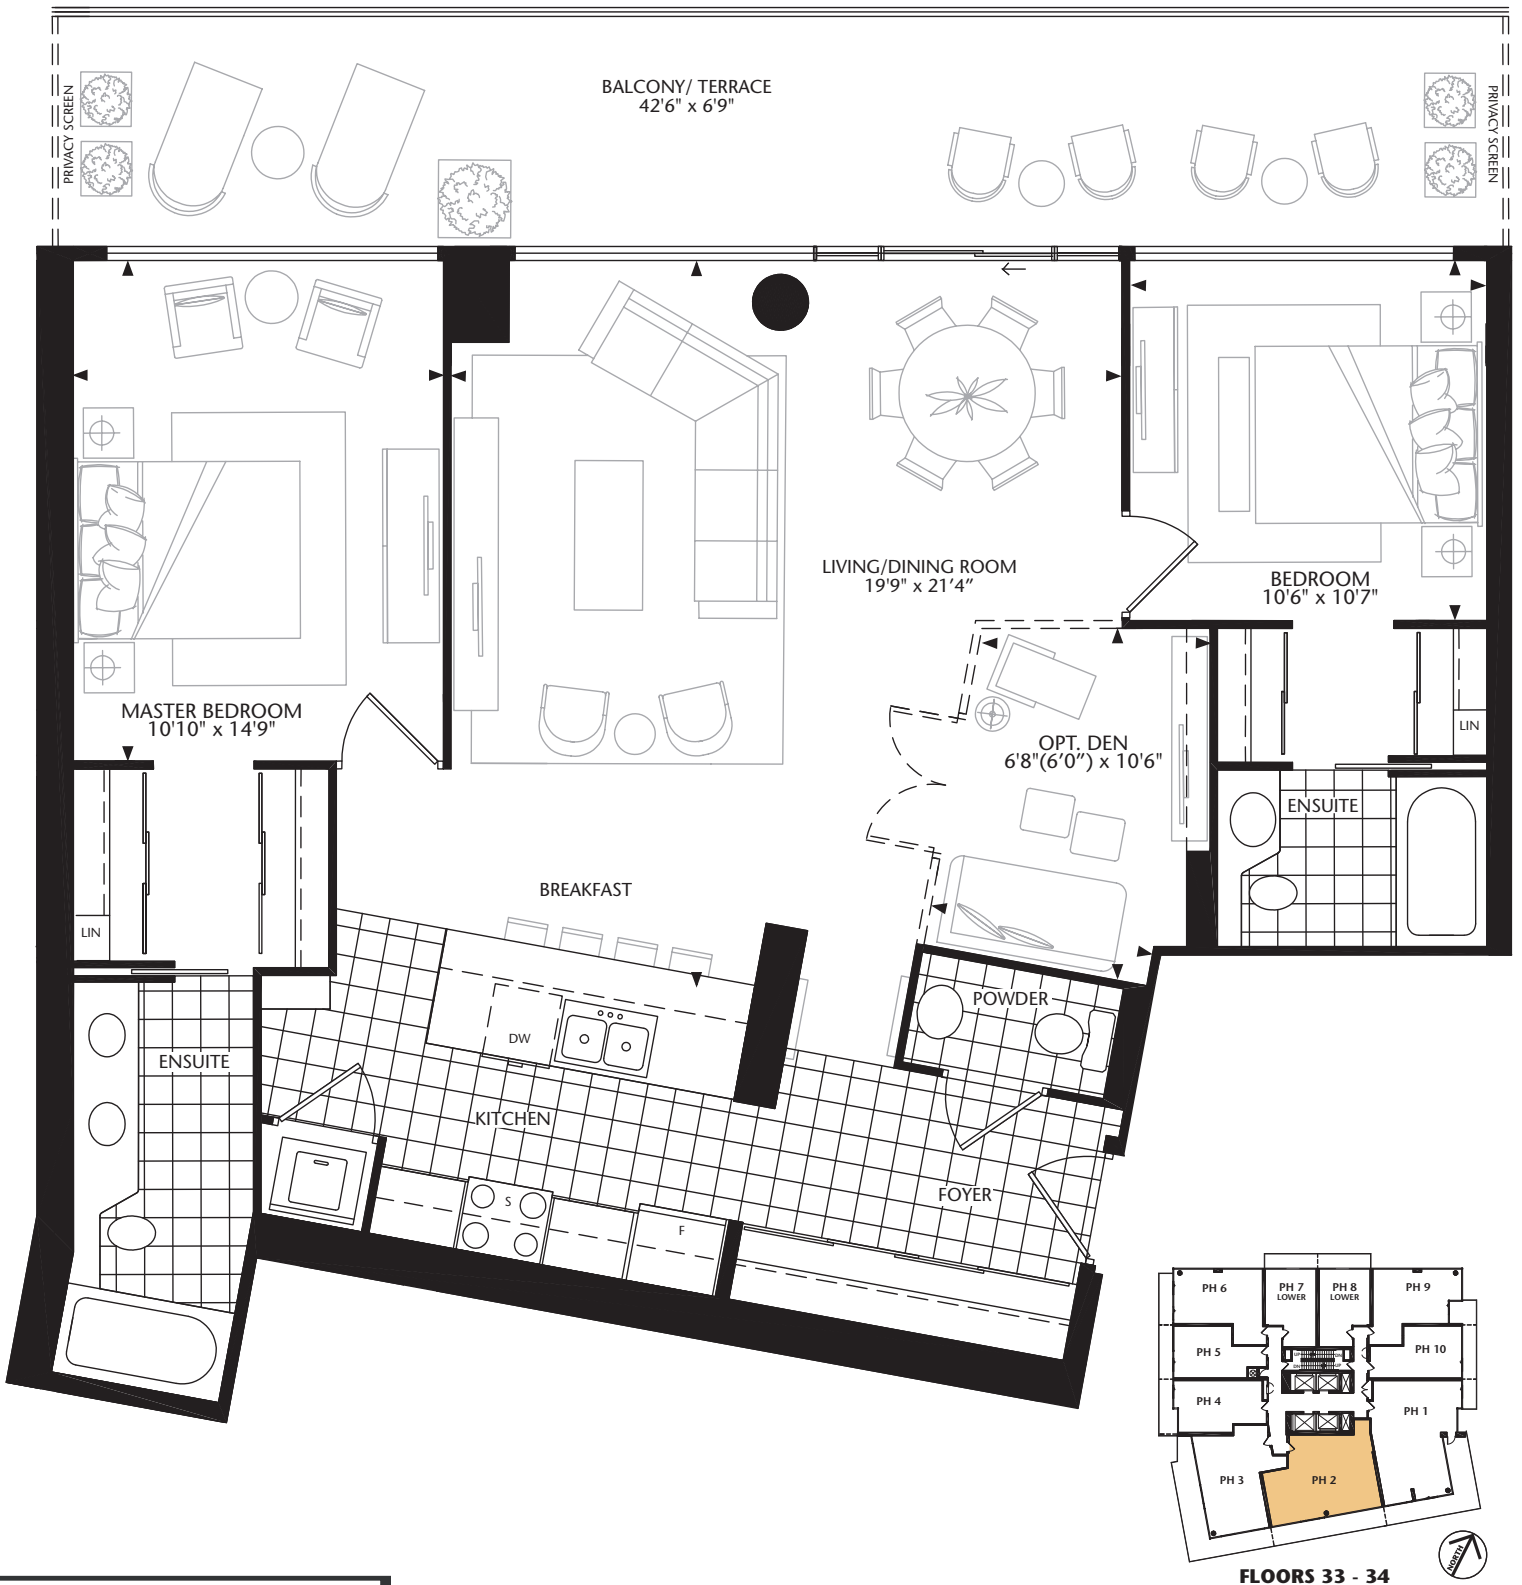 BALCONY/ TERRACE
42'6" x 6'9"
PRIVACY SCREEN
PRIVACY SCREEN
LIVING/DINING ROOM
19'9" x 21'4"
BEDROOM
10'6" x 10'7"
MASTER BEDROOM
10'10" x 14'9"
OPT. DEN
6'8"(6'0") x 10'6"
LIN
ENSUITE
BREAKFAST
LIN
POWDER
DW
ENSUITE
KITCHEN
FOYER
S
F
PH 6
PH 7
LOWER
PH 8
LOWER
PH 9
PH 5
PH 10
PH 4
PH 1
PH 3
PH 2
NORTH
FLOORS 33 - 34